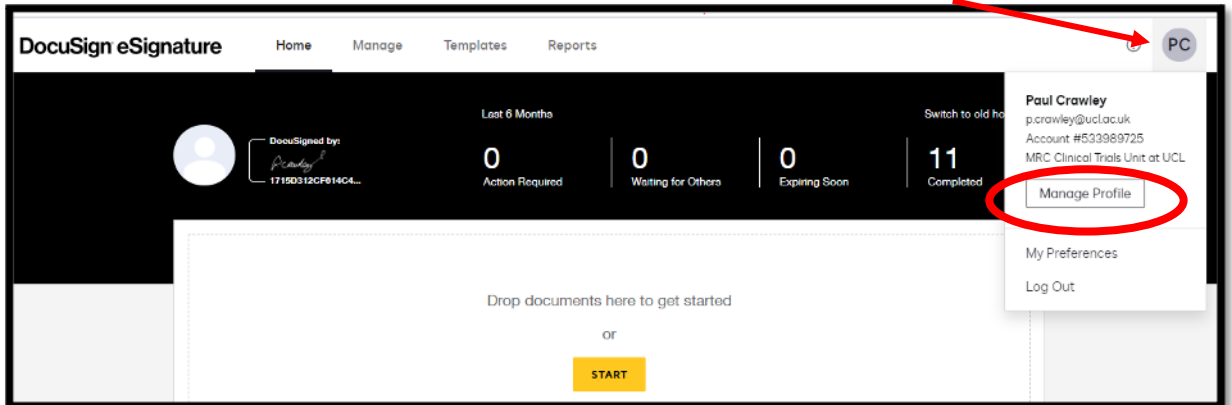 DocuSign eSignature Home Manage Templates Reports PC
Last 6 Months Switch to old ho
DocuSigned by:
1715D312CF614C4...
0 0 0 11
Action Required Waiting for Others Expiring Soon Completed
Paul Crawley
p.crawley@ucl.ac.uk
Account #533989725
MRC Clinical Trials Unit at UCL
Manage Profile
My Preferences
Log Out
Drop documents here to get started
or
START